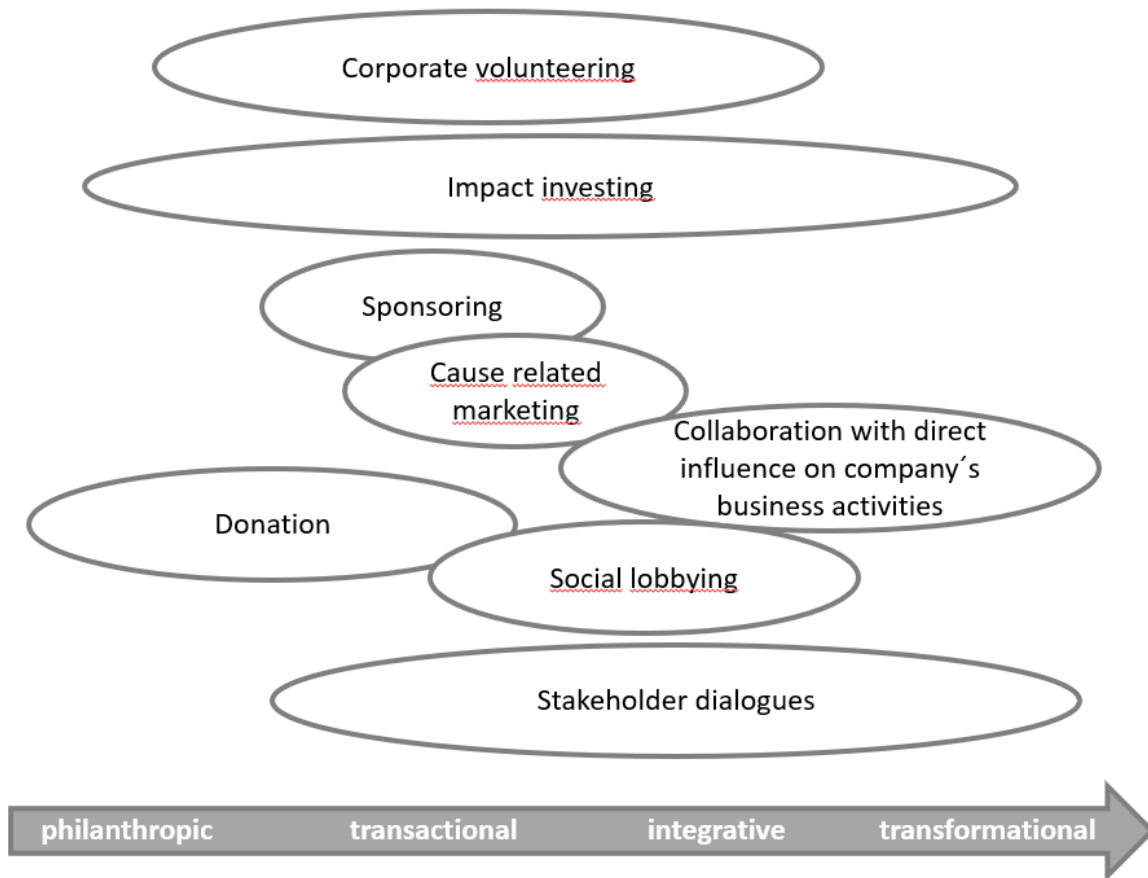 Corporate volunteering
Impact investing
Sponsoring
Cause related
marketing
Collaboration with direct
influence on company´s
business activities
Donation
Social lobbying
Stakeholder dialogues
philanthropic transactional integrative transformational